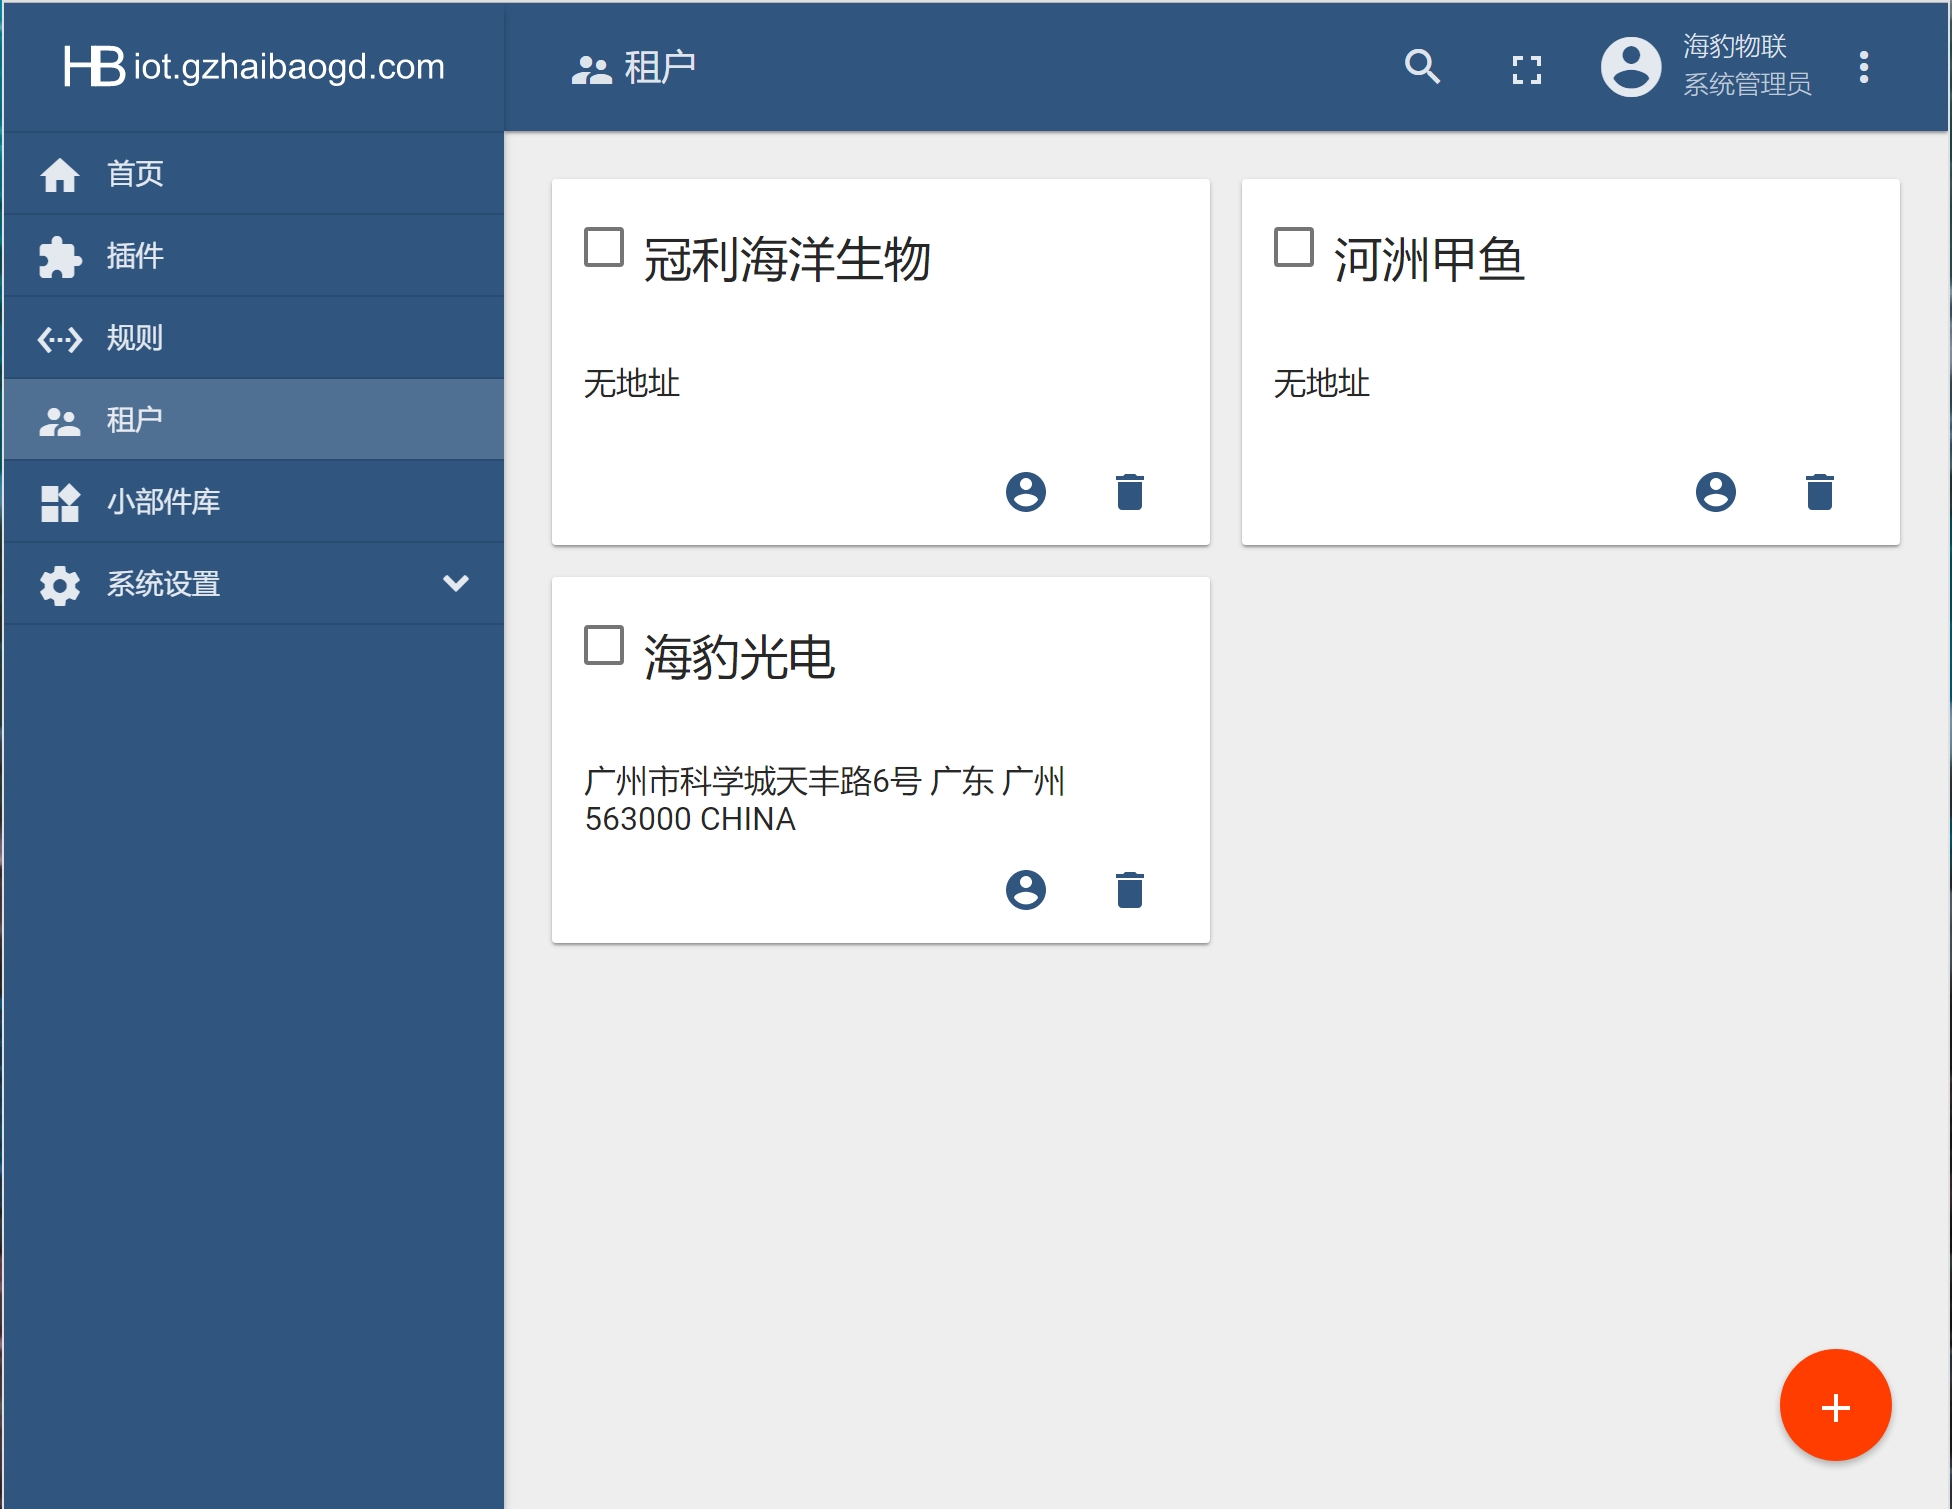 HB iot.gzhaibaogd.com
租户
海豹物联
系统管理员
首页
插件
规则
租户
小部件库
系统设置
冠利海洋生物
无地址
河洲甲鱼
无地址
海豹光电
广州市科学城天丰路6号 广东 广州
563000 CHINA